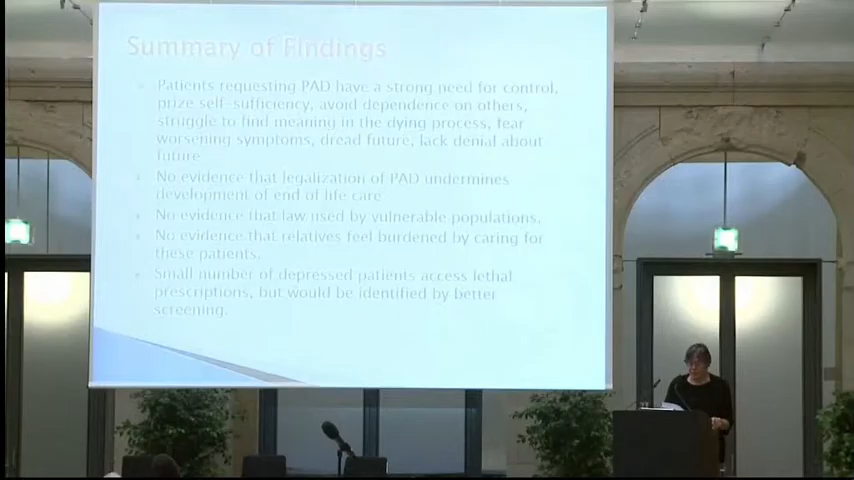 Summary of Findings
Patients requesting PAD have a strong need for control,
prize self-sufficiency, avoid dependence on others,
struggle to find meaning in the dying process, fear
worsening symptoms, dread future, lack denial about
future
No evidence that legalization of PAD undermines
development of end of life care
No evidence that law used by vulnerable populations.
No evidence that relatives feel burdened by caring for
these patients.
Small number of depressed patients access lethal
prescriptions, but would be identified by better
screening.